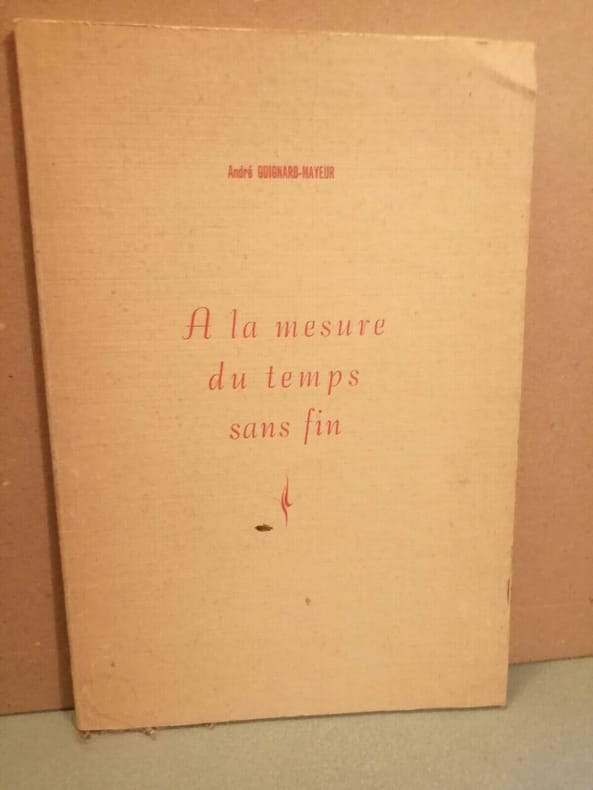 André GUIGNARD-MAYEUR
A la mesure
du temps
sans fin